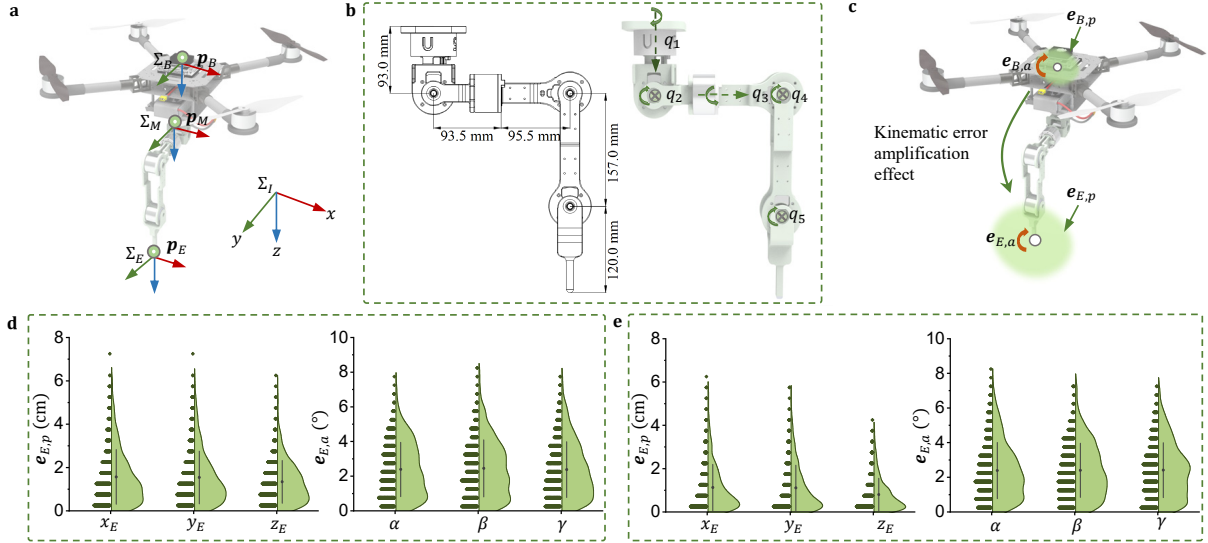 a
Σ_B
p_B
Σ_M
p_M
Σ_I
x
y
z
Σ_E
p_E
b
93.0 mm
93.5 mm
95.5 mm
157.0 mm
120.0 mm
q_1
q_2
q_3
q_4
q_5
c
e_{B,p}
e_{B,a}
Kinematic error
amplification
effect
e_{E,p}
e_{E,a}
d
e_{E,p} (cm)
8
6
4
2
0
x_E
y_E
z_E
e_{E,a} (°)
10
8
6
4
2
0
α
β
γ
e
e_{E,p} (cm)
8
6
4
2
0
x_E
y_E
z_E
e_{E,a} (°)
10
8
6
4
2
0
α
β
γ